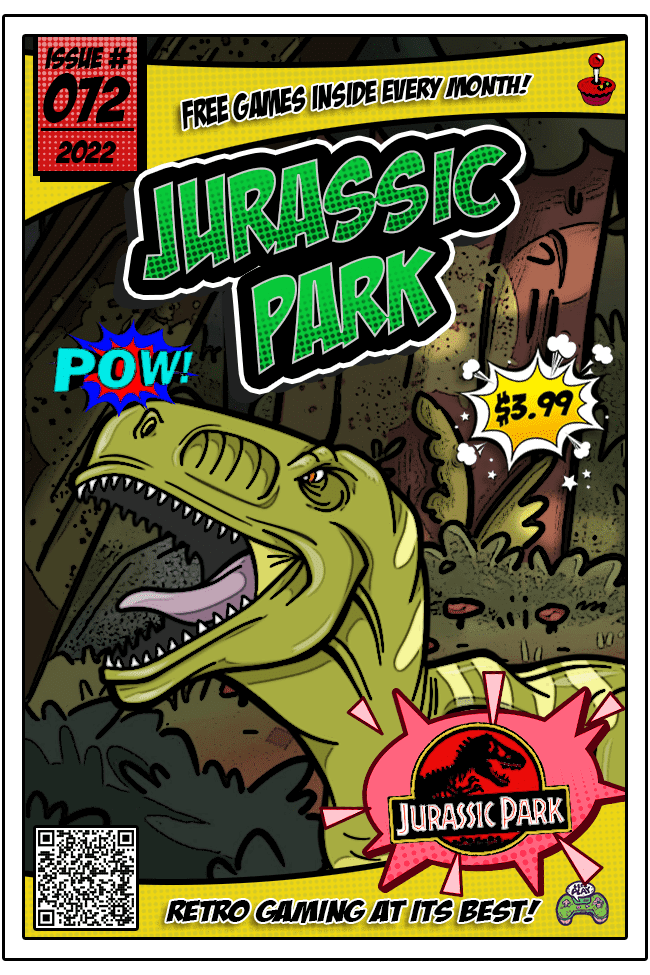 ISSUE #
072
2022
FREE GAMES INSIDE EVERY MONTH!
JURASSIC
PARK
POW!
$3.99
JURASSIC PARK
RETRO GAMING AT ITS BEST!
PLAY